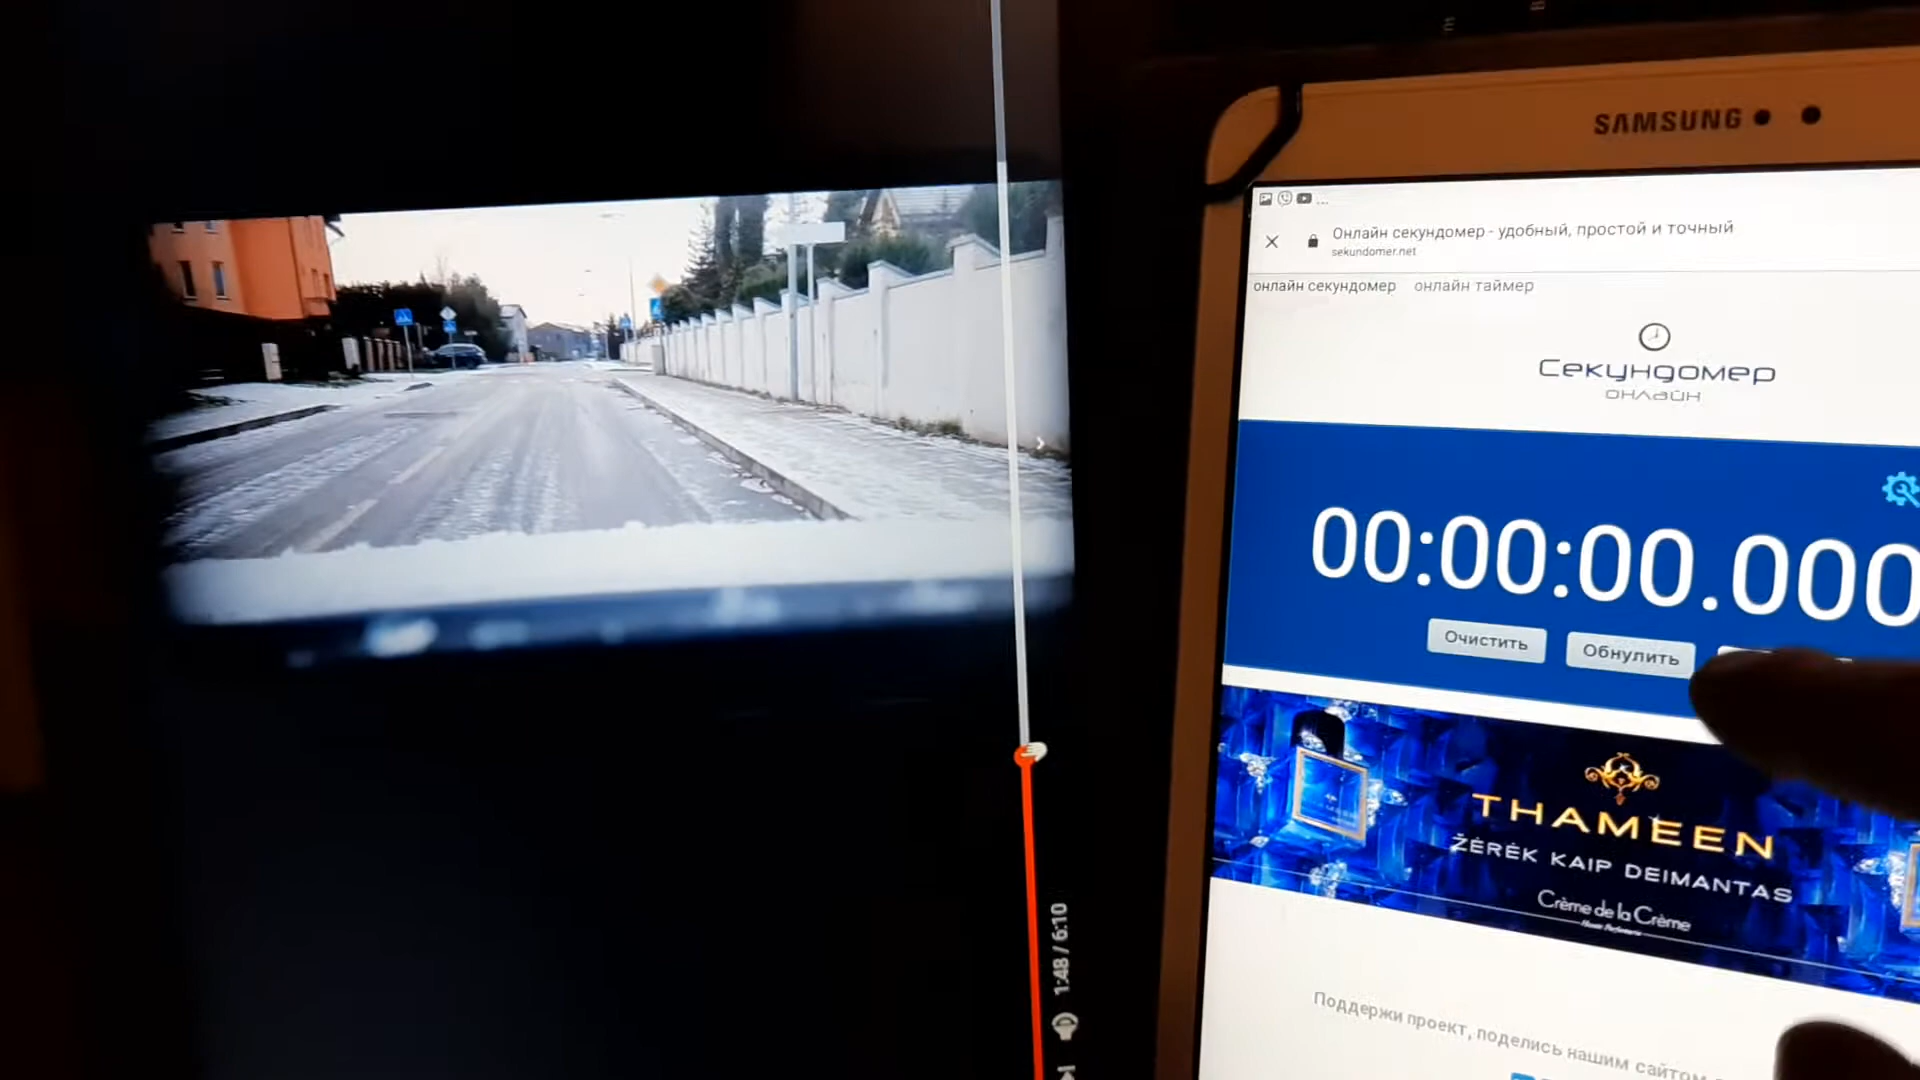 SAMSUNG
Онлайн секундомер - удобный, простой и точный
sekundomer.net
онлайн секундомер онлайн таймер
Секундомер
онлайн
00:00:00.000
Очистить Обнулить
THAMEEN
ŽĖRĖK KAIP DEIMANTAS
Crème de la Crème
Поддержи проект, поделись нашим сайтом
1:48 / 6:10